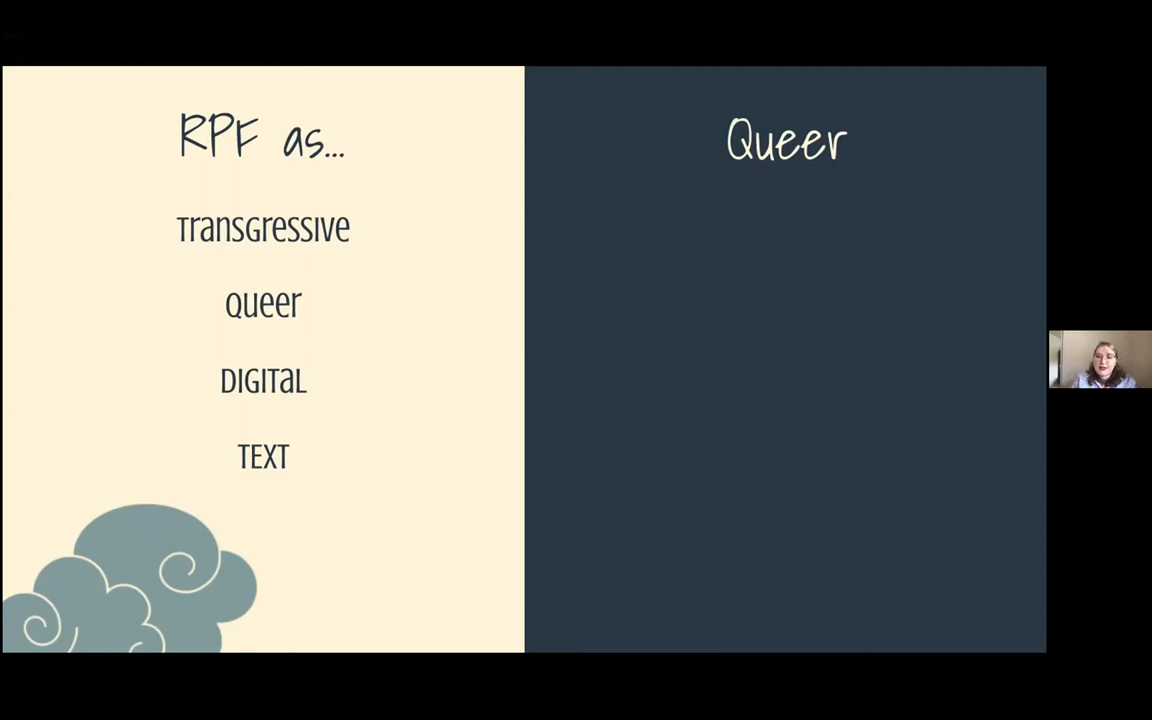 RPF as...
Transgressive
Queer
Digital
Text
Queer